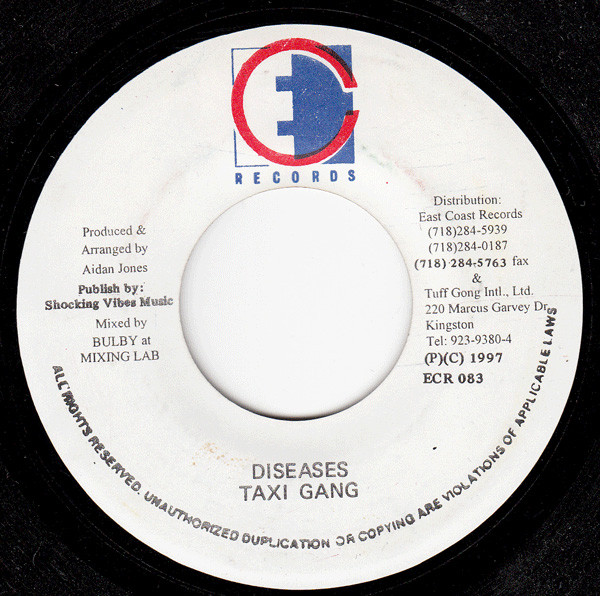 RECORDS
Produced &
Arranged by
Aidan Jones
Publish by:
Shocking Vibes Music
Mixed by
BULBY at
MIXING LAB
Distribution:
East Coast Records
(718)284-5939
(718)284-0187
(718) 284-5763 fax
&
Tuff Gong Intl., Ltd.
220 Marcus Garvey Dr.
Kingston
Tel: 923-9380-4
(P)(C) 1997
ECR 083
DISEASES
TAXI GANG
ALL RIGHTS RESERVED. UNAUTHORIZED DUPLICATION OR COPYING ARE VIOLATIONS OF APPLICABLE LAWS